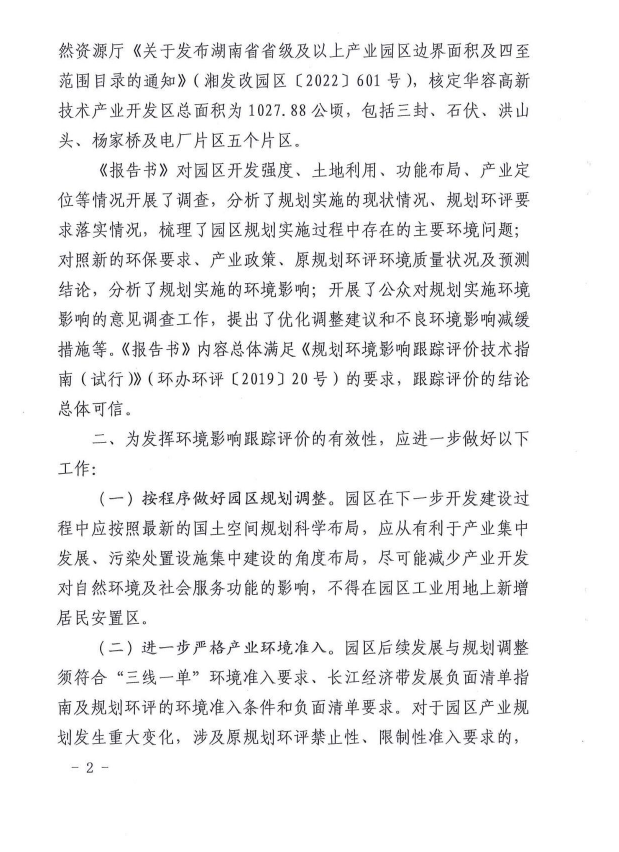 然资源厅《关于发布湖南省省级及以上产业园区边界面积及四至
范围目录的通知》（湘发改园区〔2022〕601号），核定华容高新
技术产业开发区总面积为1027.88公顷，包括三封、石伏、洪山
头、杨家桥及电厂片区五个片区。
《报告书》对园区开发强度、土地利用、功能布局、产业定
位等情况开展了调查，分析了规划实施的现状情况、规划环评要
求落实情况，梳理了园区规划实施过程中存在的主要环境问题；
对照新的环保要求、产业政策、原规划环评环境质量状况及预测
结论，分析了规划实施的环境影响；开展了公众对规划实施环境
影响的意见调查工作，提出了优化调整建议和不良环境影响减缓
措施等。《报告书》内容总体满足《规划环境影响跟踪评价技术指
南（试行）》（环办环评〔2019〕20号）的要求，跟踪评价的结论
总体可信。
二、为发挥环境影响跟踪评价的有效性，应进一步做好以下
工作：
（一）按程序做好园区规划调整。园区在下一步开发建设过
程中应按照最新的国土空间规划科学布局，应从有利于产业集中
发展、污染处置设施集中建设的角度布局，尽可能减少产业开发
对自然环境及社会服务功能的影响，不得在园区工业用地上新增
居民安置区。
（二）进一步严格产业环境准入。园区后续发展与规划调整
须符合“三线一单”环境准入要求、长江经济带发展负面清单指
南及规划环评的环境准入条件和负面清单要求。对于园区产业规
划发生重大变化，涉及原规划环评禁止性、限制性准入要求的，
- 2 -